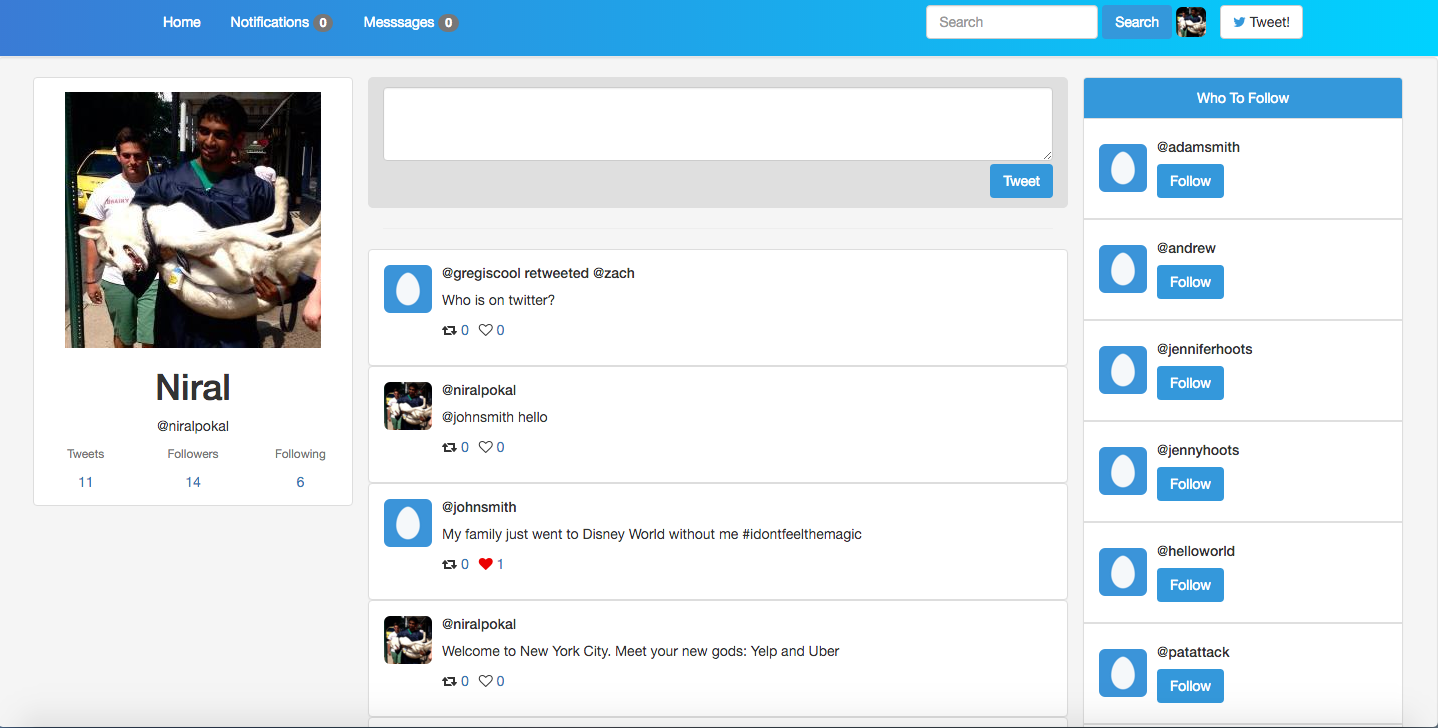 Home Notifications 0 Messsages 0 Search Search Tweet!
Niral
@niralpokal
Tweets Followers Following
11 14 6
Tweet
@gregiscool retweeted @zach
Who is on twitter?
0 0
@niralpokal
@johnsmith hello
0 0
@johnsmith
My family just went to Disney World without me #idontfeelthemagic
0 1
@niralpokal
Welcome to New York City. Meet your new gods: Yelp and Uber
0 0
Who To Follow
@adamsmith
Follow
@andrew
Follow
@jenniferhoots
Follow
@jennyhoots
Follow
@helloworld
Follow
@patattack
Follow